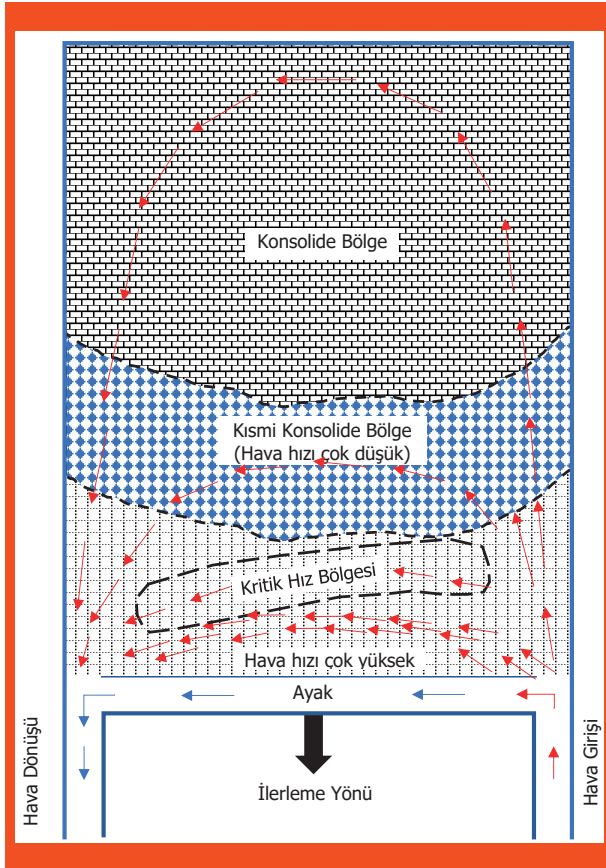 Konsolide Bölge
Kısmi Konsolide Bölge
(Hava hızı çok düşük)
Kritik Hız Bölgesi
Hava hızı çok yüksek
Ayak
Hava Dönüşü
Hava Girişi
İlerleme Yönü